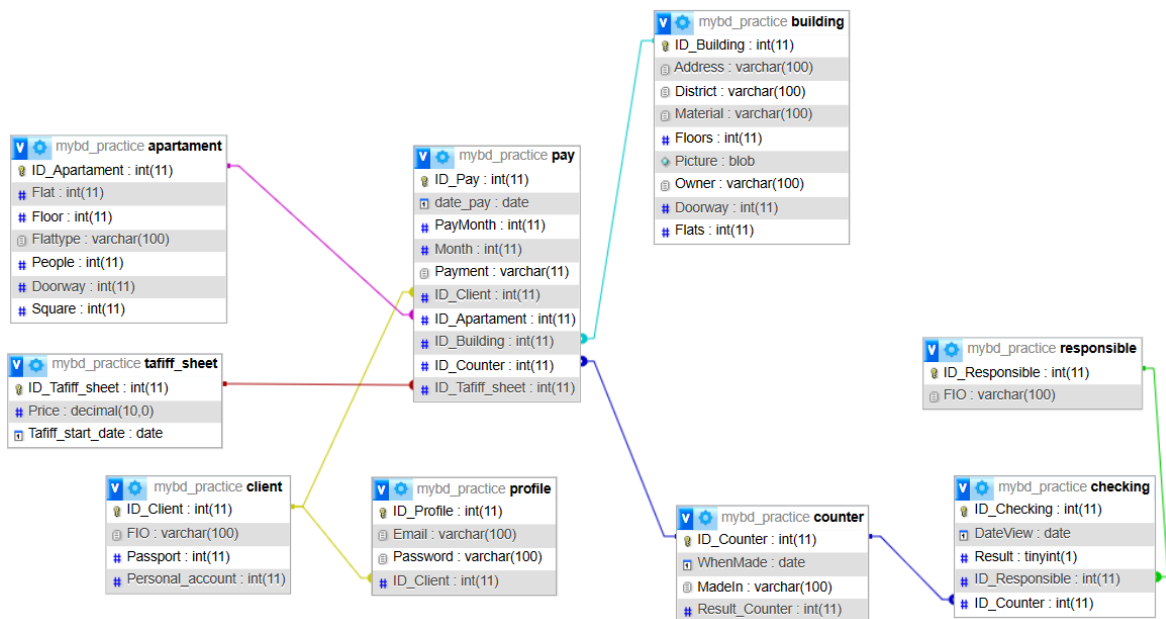 mybd_practice building
ID_Building : int(11)
Address : varchar(100)
District : varchar(100)
Material : varchar(100)
Floors : int(11)
Picture : blob
Owner : varchar(100)
Doorway : int(11)
Flats : int(11)
mybd_practice apartament
ID_Apartament : int(11)
Flat : int(11)
Floor : int(11)
Flattype : varchar(100)
People : int(11)
Doorway : int(11)
Square : int(11)
mybd_practice pay
ID_Pay : int(11)
date_pay : date
PayMonth : int(11)
Month : int(11)
Payment : varchar(11)
ID_Client : int(11)
ID_Apartament : int(11)
ID_Building : int(11)
ID_Counter : int(11)
ID_Tafiff_sheet : int(11)
mybd_practice tafiff_sheet
ID_Tafiff_sheet : int(11)
Price : decimal(10,0)
Tafiff_start_date : date
mybd_practice responsible
ID_Responsible : int(11)
FIO : varchar(100)
mybd_practice client
ID_Client : int(11)
FIO : varchar(100)
Passport : int(11)
Personal_account : int(11)
mybd_practice profile
ID_Profile : int(11)
Email : varchar(100)
Password : varchar(100)
ID_Client : int(11)
mybd_practice counter
ID_Counter : int(11)
WhenMade : date
MadeIn : varchar(100)
Result_Counter : int(11)
mybd_practice checking
ID_Checking : int(11)
DateView : date
Result : tinyint(1)
ID_Responsible : int(11)
ID_Counter : int(11)